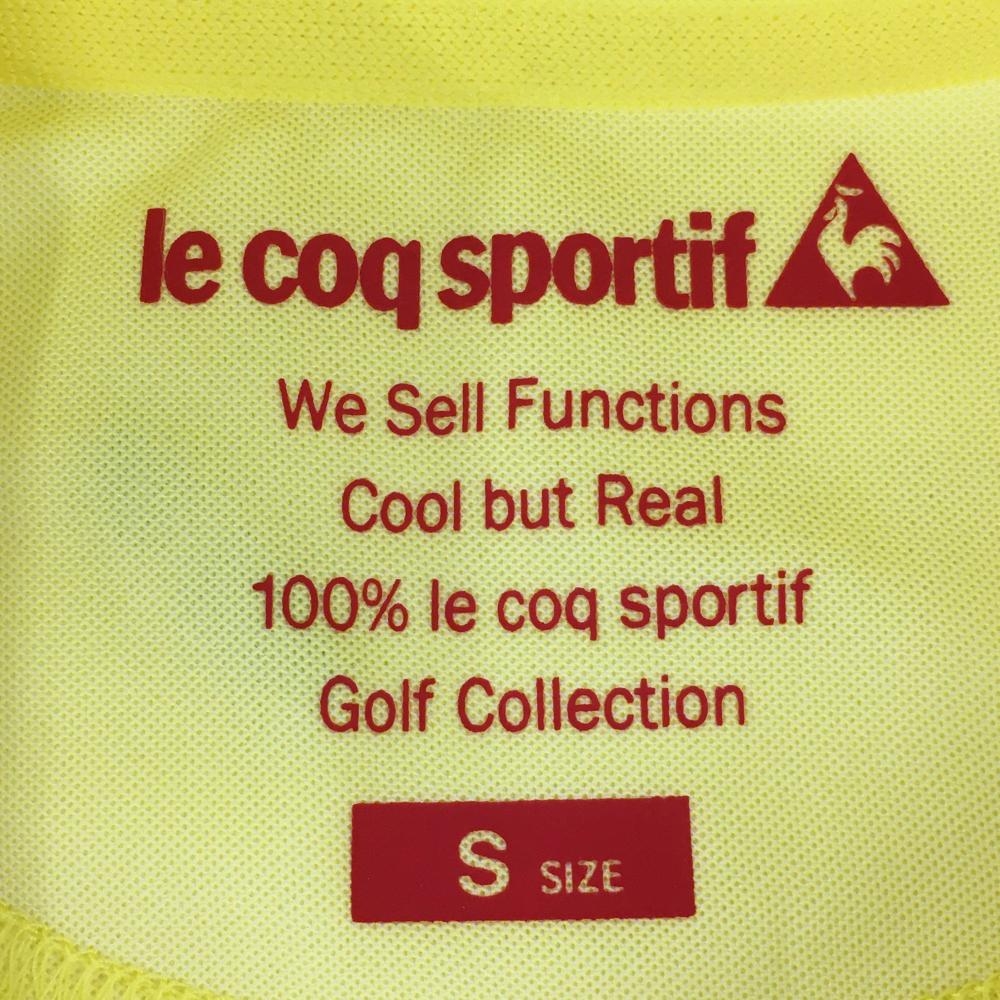 le coq sportif
We Sell Functions
Cool but Real
100% le coq sportif
Golf Collection
S SIZE